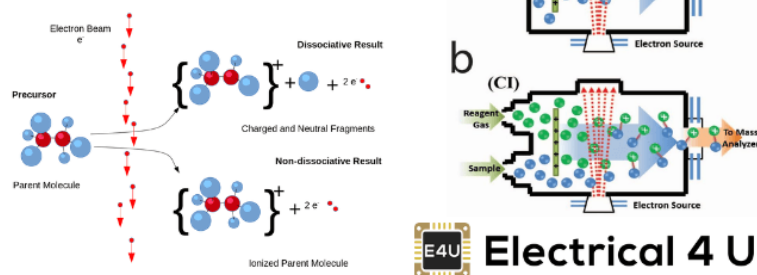 Electron Beam
e⁻
Dissociative Result
Precursor
{ }+ + + 2 e⁻
Charged and Neutral Fragments
Non-dissociative Result
Parent Molecule
{ }+ + 2 e⁻
Ionized Parent Molecule
Electron Source
b
(CI)
Reagent
Gas
To Mass
Analyzer
Sample
Electron Source
E4U
Electrical 4 U